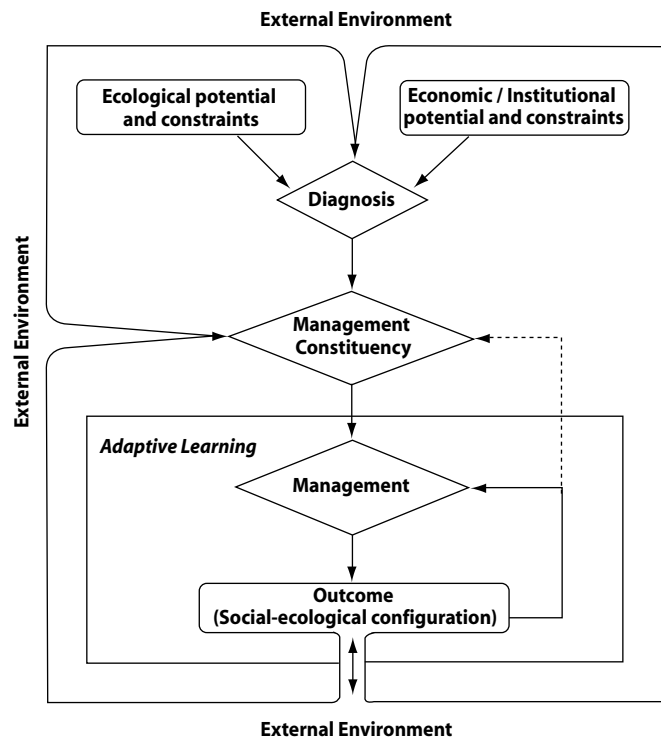 External Environment
Ecological potential
and constraints
Economic / Institutional
potential and constraints
Diagnosis
External Environment
Management
Constituency
Adaptive Learning
Management
Outcome
(Social-ecological configuration)
External Environment